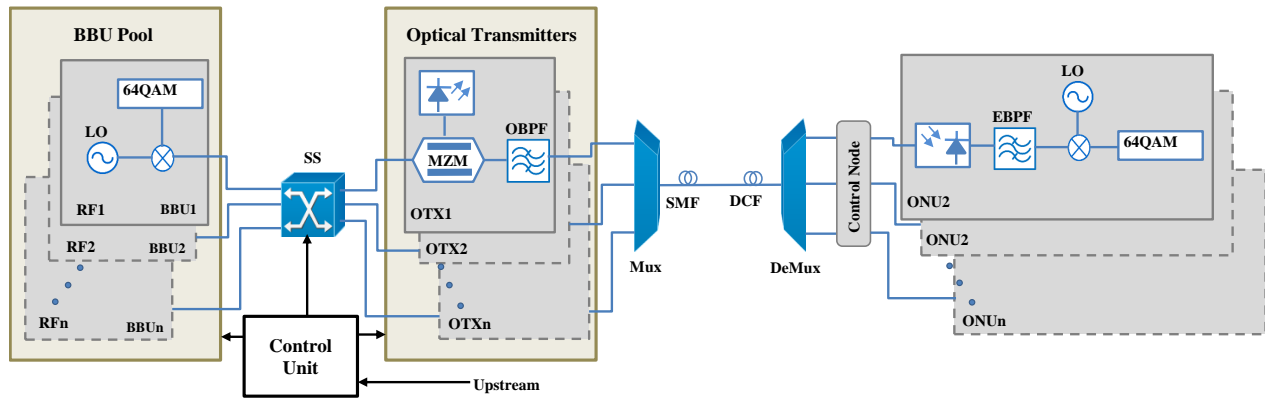 BBU Pool
64QAM
LO
RF1
BBU1
RF2
BBU2
RFn
BBUn
SS
Control
Unit
Upstream
Optical Transmitters
MZM
OBPF
OTX1
OTX2
OTXn
Mux
SMF
DCF
DeMux
Control Node
LO
EBPF
64QAM
ONU2
ONU2
ONUn